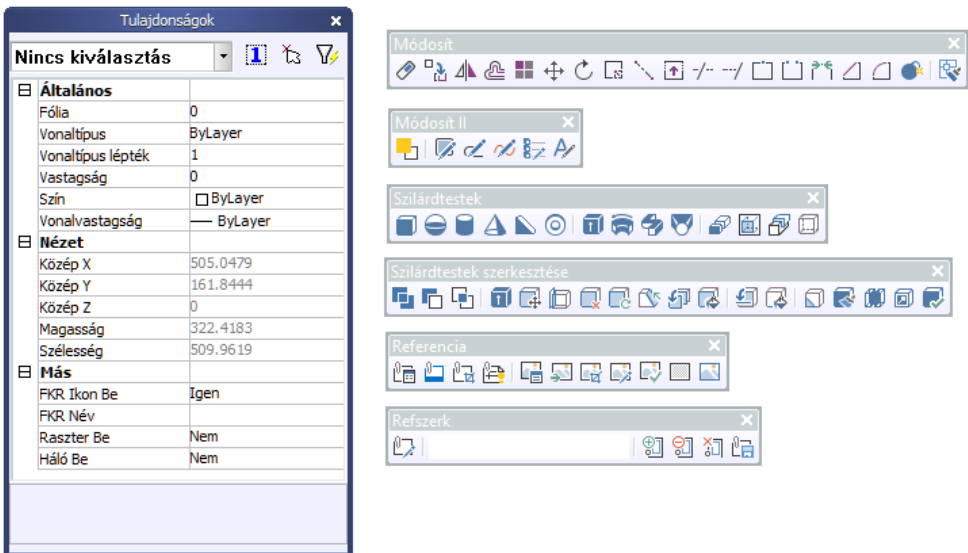 Tulajdonságok
Nincs kiválasztás
Általános
Fólia 0
Vonaltípus ByLayer
Vonaltípus lépték 1
Vastagság 0
Szín ByLayer
Vonalvastagság ByLayer
Nézet
Közép X 505.0479
Közép Y 161.8444
Közép Z 0
Magasság 322.4183
Szélesség 509.9619
Más
FKR Ikon Be Igen
FKR Név
Raszter Be Nem
Háló Be Nem
Módosít
Módosít II
Szilárdtestek
Szilárdtestek szerkesztése
Referencia
Refszerk